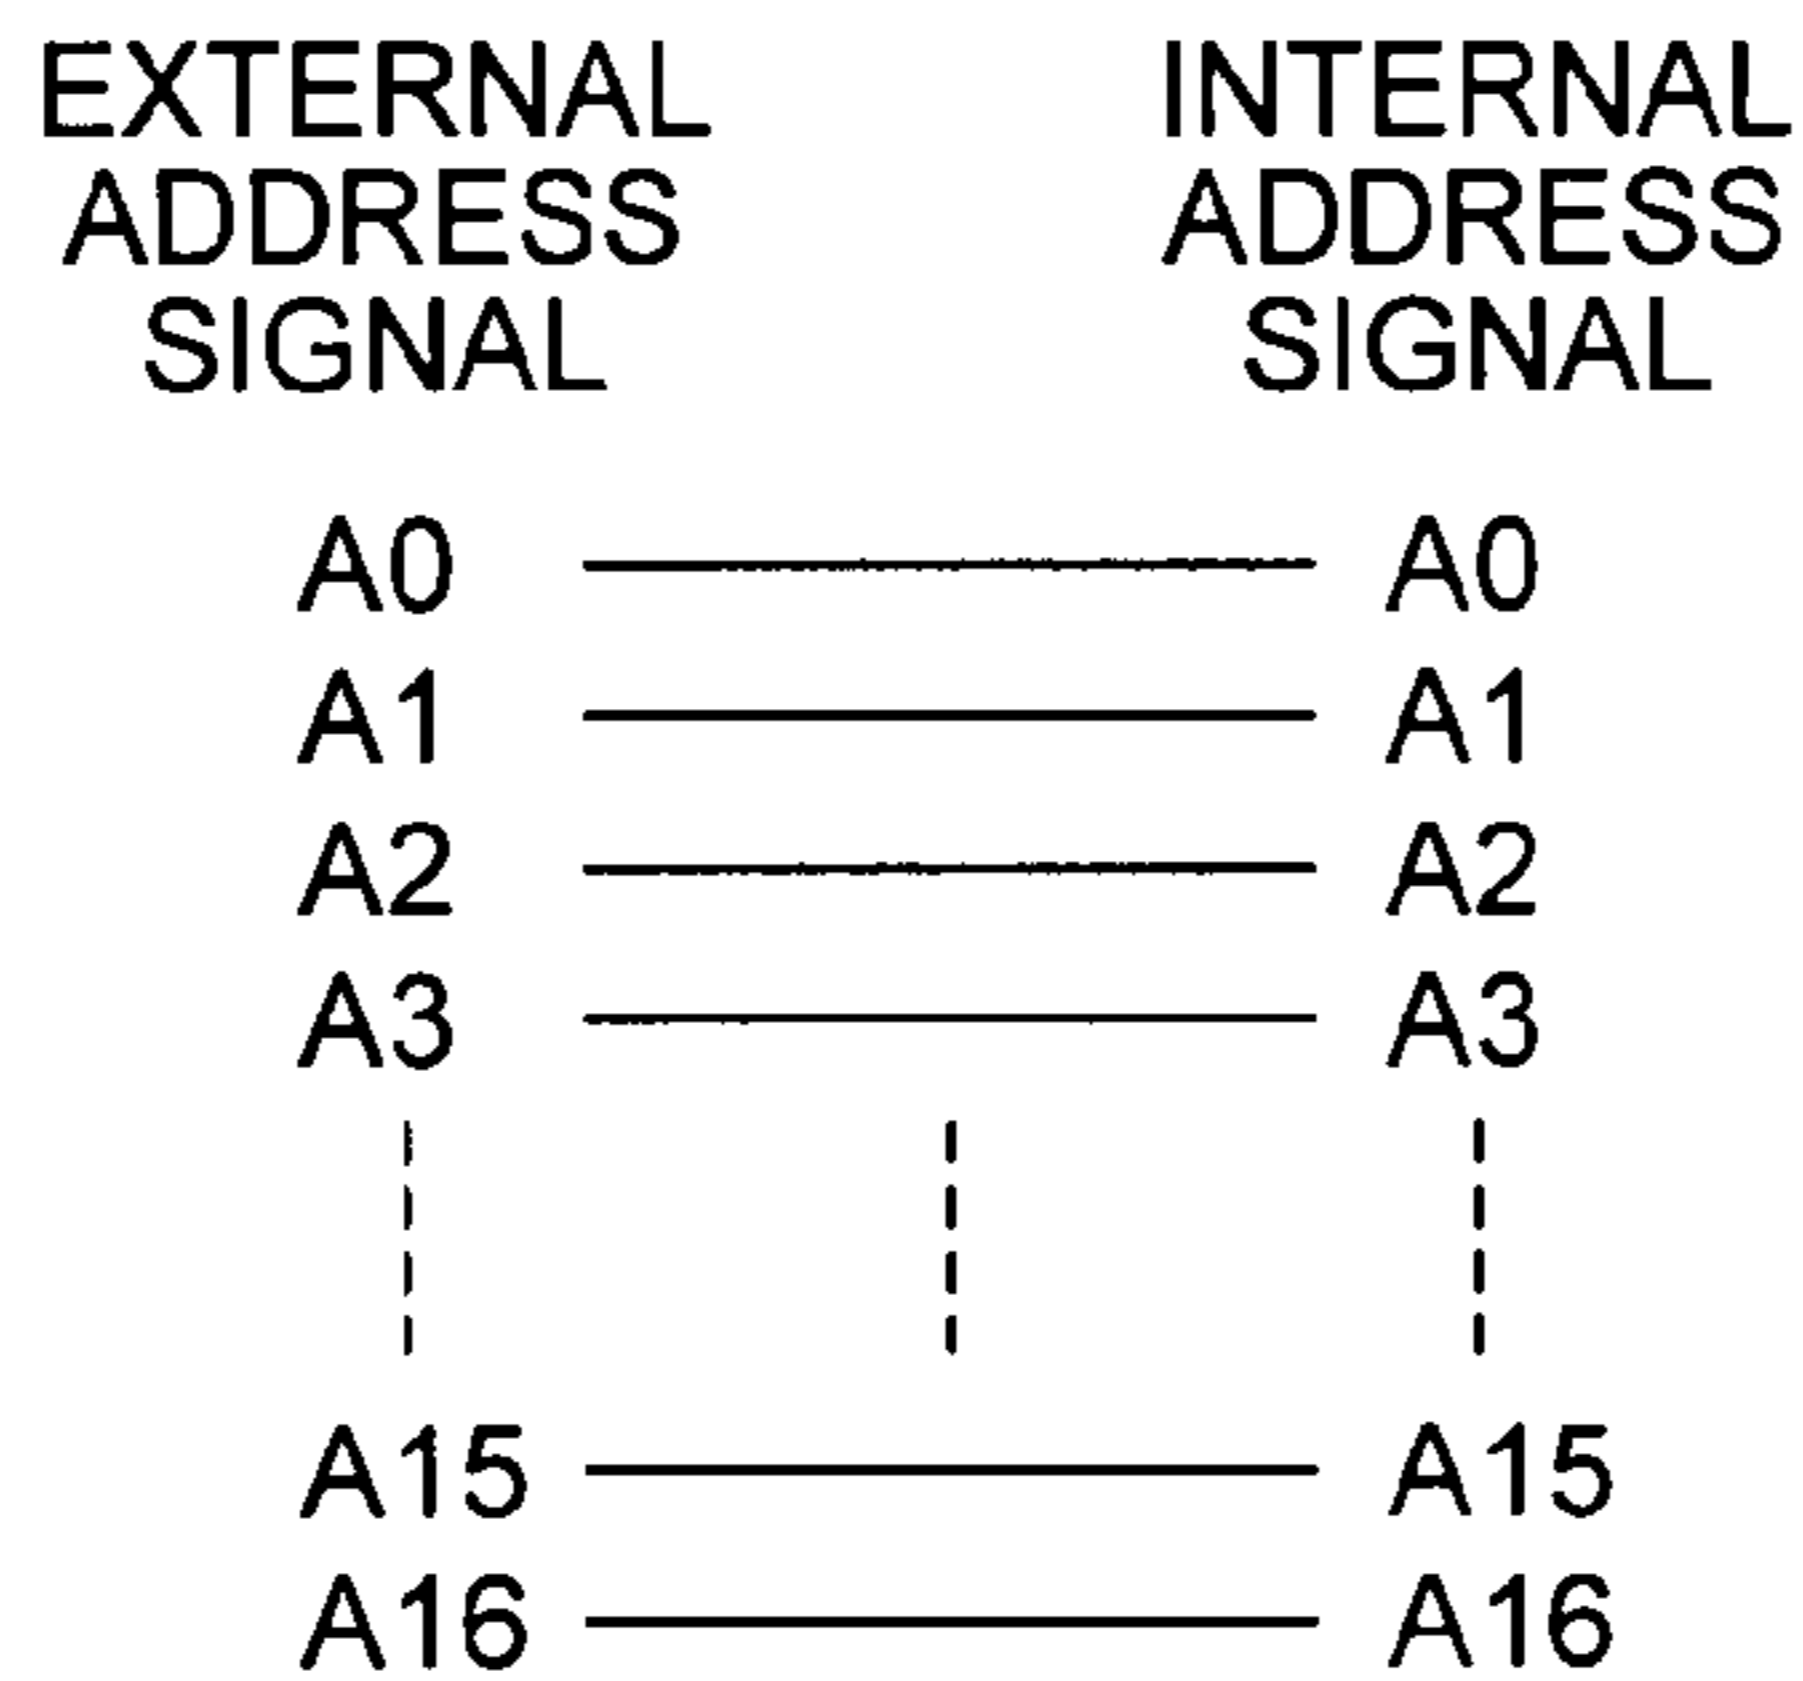 EXTERNAL ADDRESS SIGNAL
INTERNAL ADDRESS SIGNAL
A0 A0
A1 A1
A2 A2
A3 A3
A15 A15
A16 A16